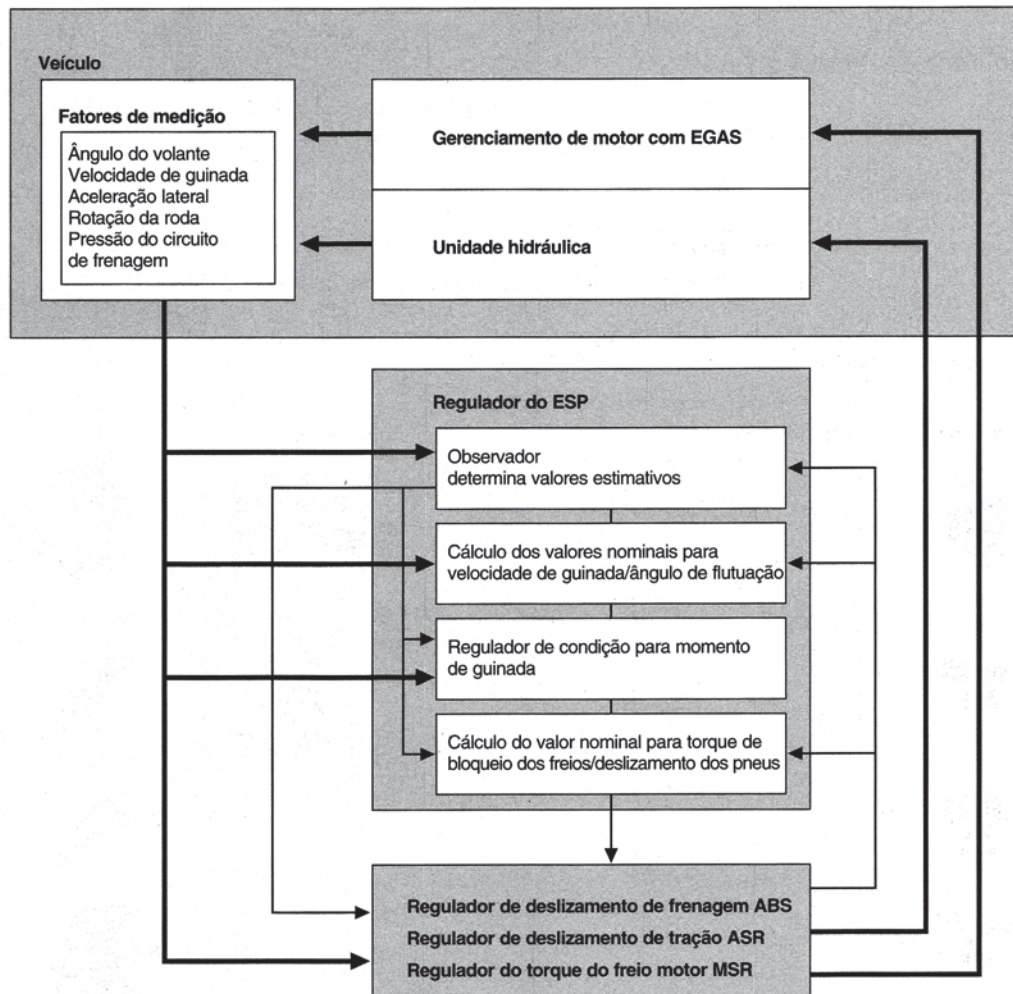 Veículo
Fatores de medição
Ângulo do volante
Velocidade de guinada
Aceleração lateral
Rotação da roda
Pressão do circuito
de frenagem
Gerenciamento de motor com EGAS
Unidade hidráulica
Regulador do ESP
Observador
determina valores estimativos
Cálculo dos valores nominais para
velocidade de guinada/ângulo de flutuação
Regulador de condição para momento
de guinada
Cálculo do valor nominal para torque de
bloqueio dos freios/deslizamento dos pneus
Regulador de deslizamento de frenagem ABS
Regulador de deslizamento de tração ASR
Regulador do torque do freio motor MSR